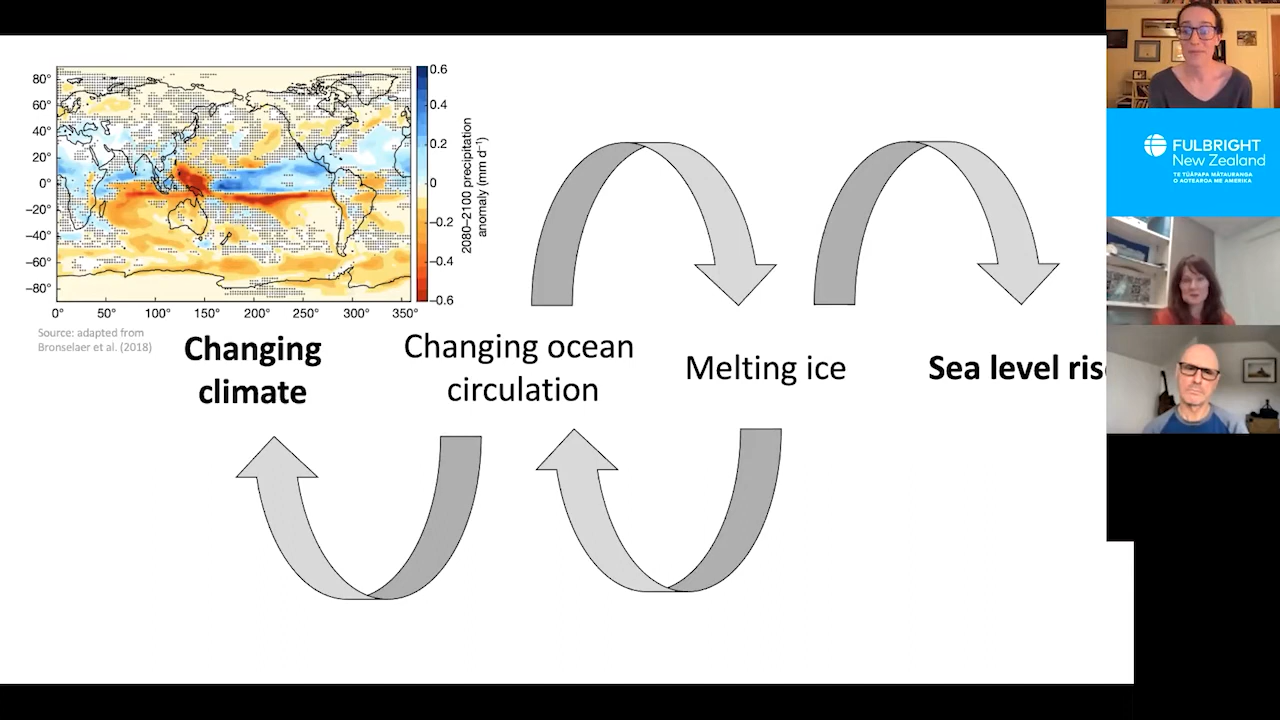 80°
60°
40°
20°
0°
−20°
−40°
−60°
−80°
0°
50°
100°
150°
200°
250°
300°
350°
0.6
0.4
0.2
0
−0.2
−0.4
−0.6
2080–2100 precipitation
anomaly (mm d⁻¹)
Source: adapted from
Bronselaer et al. (2018)
Changing
climate
Changing ocean
circulation
Melting ice
Sea level ris
FULBRIGHT
New Zealand
TE TŪĀPAPA MĀTAURANGA
O AOTEAROA ME AMERIKA